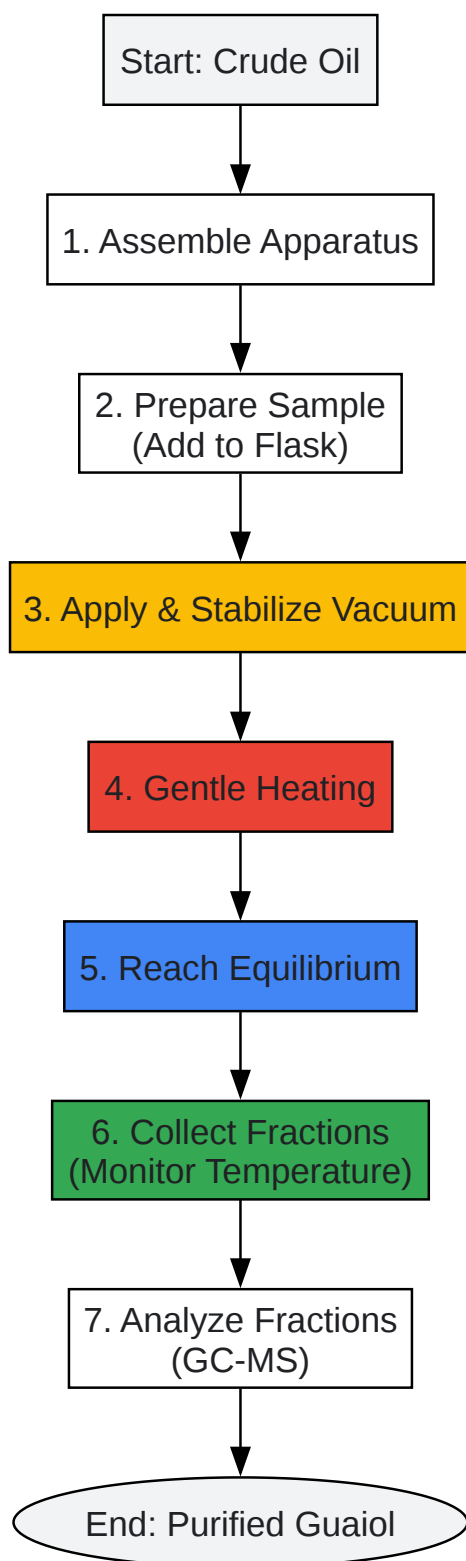 Start: Crude Oil
1. Assemble Apparatus
2. Prepare Sample
(Add to Flask)
3. Apply & Stabilize Vacuum
4. Gentle Heating
5. Reach Equilibrium
6. Collect Fractions
(Monitor Temperature)
7. Analyze Fractions
(GC-MS)
End: Purified Guaiol